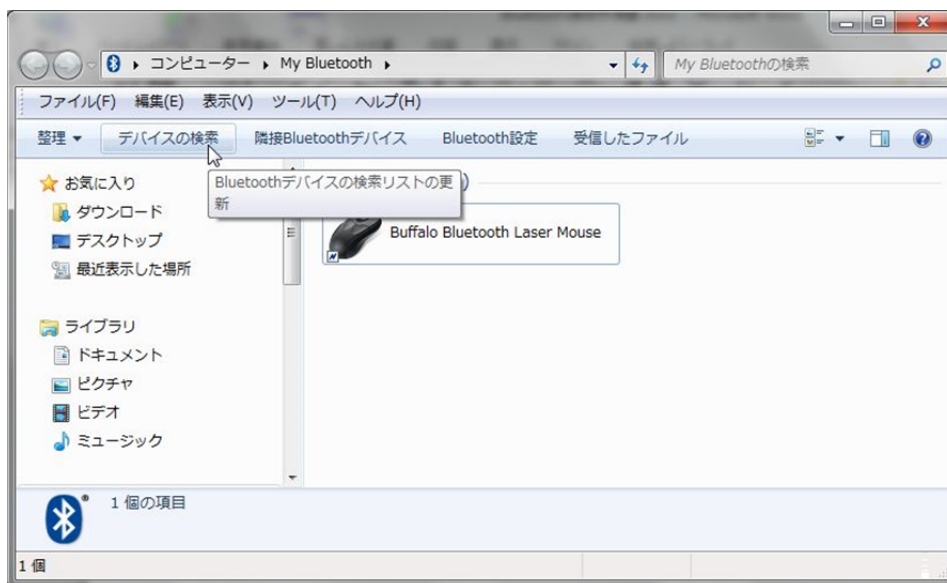 コンピューター ▸ My Bluetooth ▸ My Bluetoothの検索
ファイル(F) 編集(E) 表示(V) ツール(T) ヘルプ(H)
整理 デバイスの検索 隣接Bluetoothデバイス Bluetooth設定 受信したファイル
お気に入り
Bluetoothデバイスの検索リストの更
新
ダウンロード
デスクトップ
最近表示した場所
Buffalo Bluetooth Laser Mouse
ライブラリ
ドキュメント
ピクチャ
ビデオ
ミュージック
1 個の項目
1 個